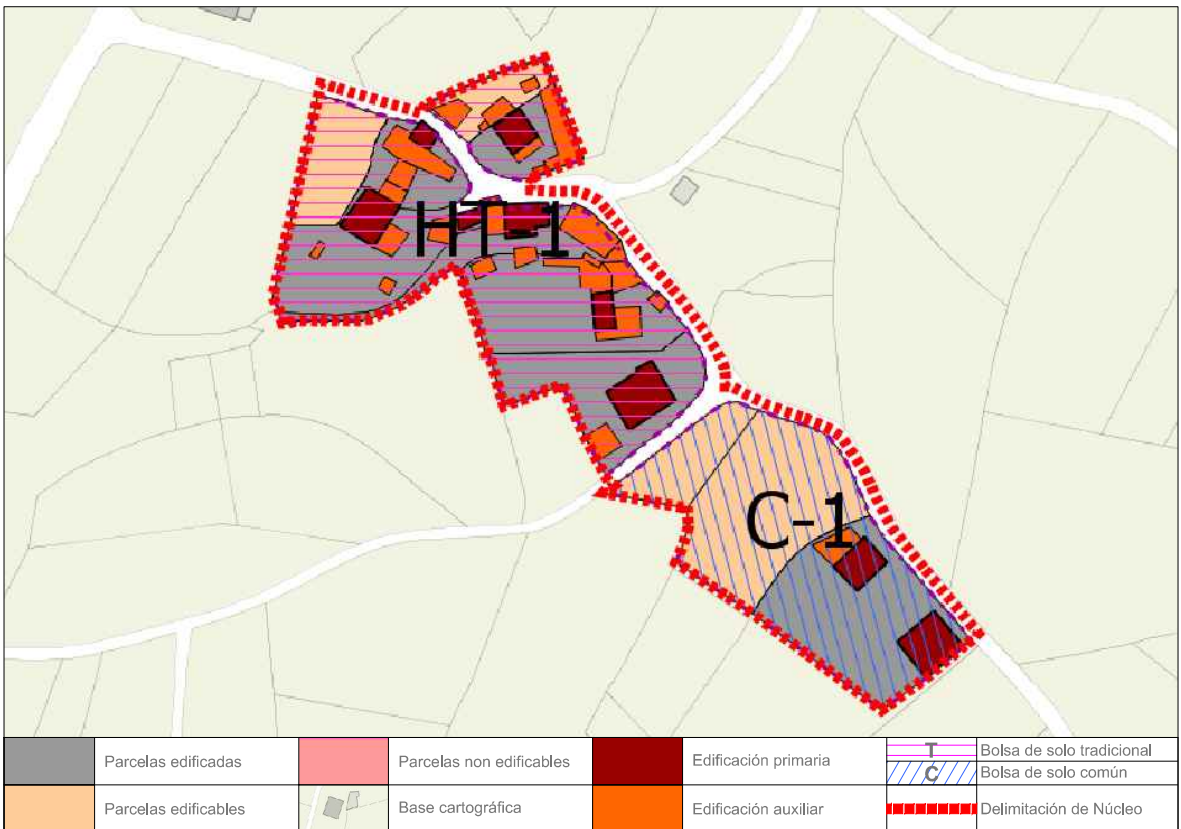 HT-1
C-1
Parcelas edificadas
Parcelas non edificables
Edificación primaria
T
Bolsa de solo tradicional
C
Bolsa de solo común
Parcelas edificables
Base cartográfica
Edificación auxiliar
Delimitación de Núcleo